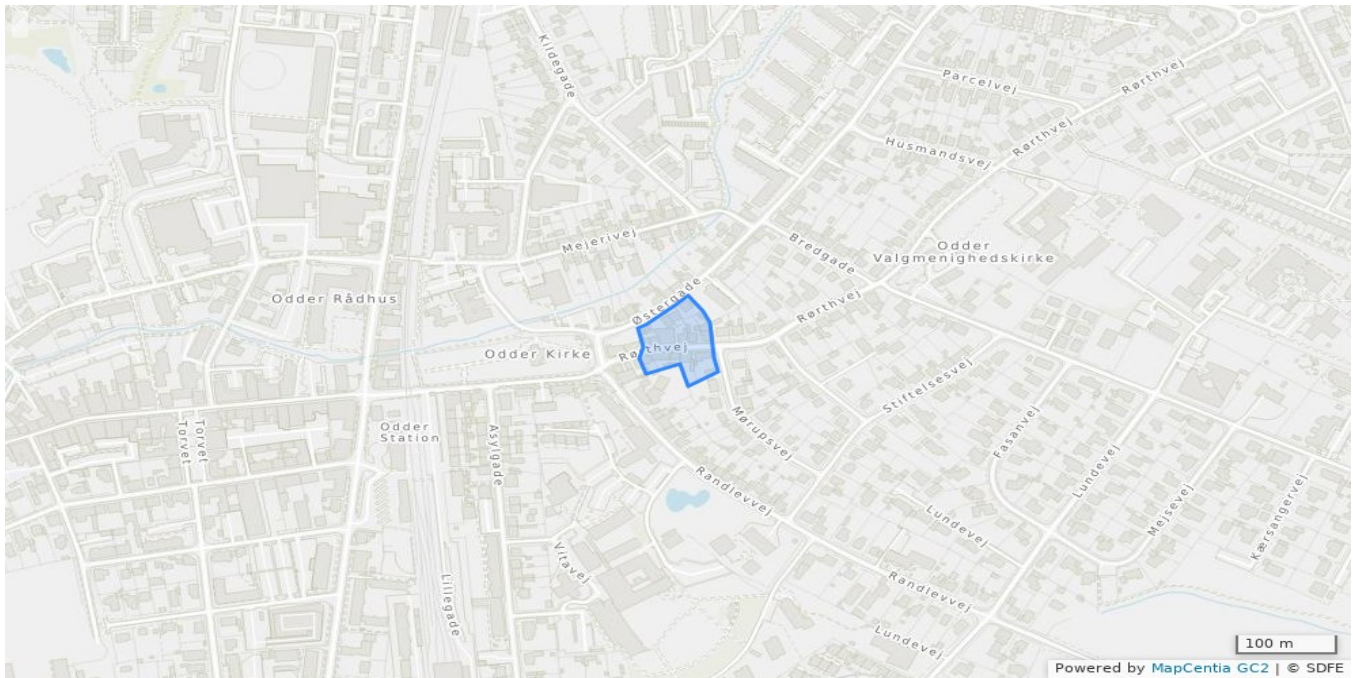 Kildegade
Parcelvej
Rørthvej
Rørthvej
Husmandsvej
Mejerivej
Bredgade
Odder
Valgmenighedskirke
Odder Rådhus
Østergade
Rørthvej
Odder Kirke
Rørthvej
Stiftelsesvej
Mørupsvej
Fasanvej
Lundevej
Torvet
Torvet
Odder
Station
Asylgade
Randlevvej
Lundevej
Mejsevej
Kærsangervej
Vitavej
Lillegade
Randlevvej
Lundevej
100 m
Powered by MapCentia GC2 | © SDFE